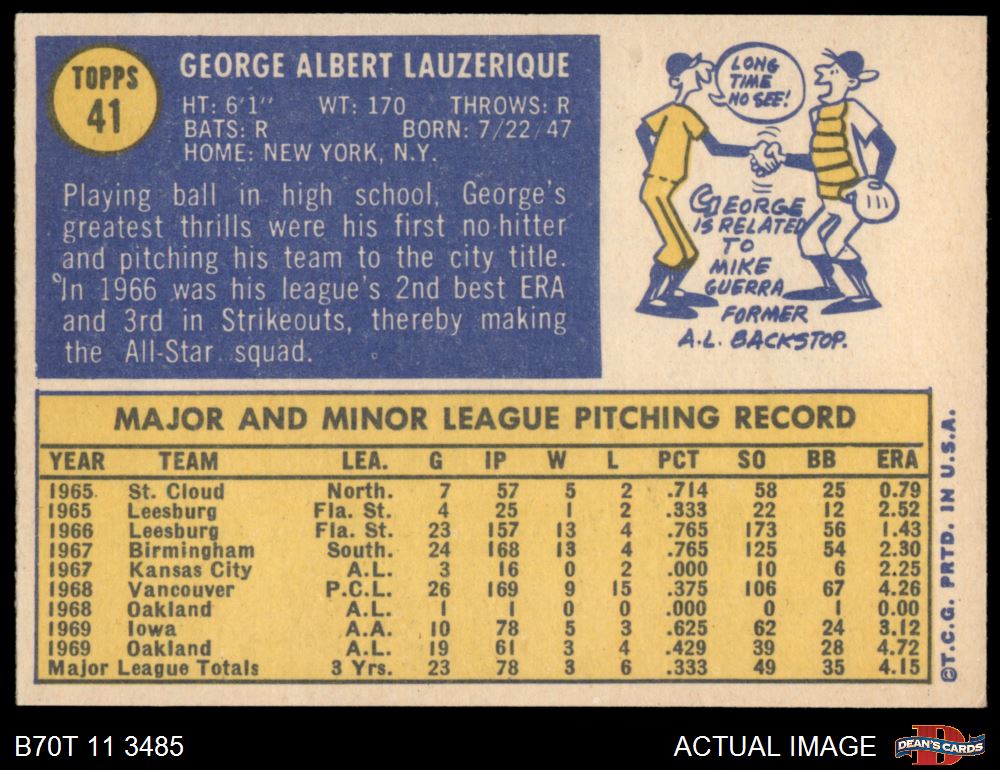 TOPPS
41
GEORGE ALBERT LAUZERIQUE
HT: 6'1" WT: 170 THROWS: R
BATS: R BORN: 7/22/47
HOME: NEW YORK, N.Y.
Playing ball in high school, George's
greatest thrills were his first no-hitter
and pitching his team to the city title.
In 1966 was his league's 2nd best ERA
and 3rd in Strikeouts, thereby making
the All-Star squad.
LONG
TIME
NO SEE!
GEORGE
IS RELATED
TO
MIKE
GUERRA
FORMER
A.L. BACKSTOP.
MAJOR AND MINOR LEAGUE PITCHING RECORD
YEAR TEAM LEA. G IP W L PCT SO BB ERA
1965 St. Cloud North. 7 57 5 2 .714 58 25 0.79
1965 Leesburg Fla. St. 4 25 1 2 .333 22 12 2.52
1966 Leesburg Fla. St. 23 157 13 4 .765 173 56 1.43
1967 Birmingham South. 24 168 13 4 .765 125 54 2.30
1967 Kansas City A.L. 3 16 0 2 .000 10 6 2.25
1968 Vancouver P.C.L. 26 169 9 15 .375 106 67 4.26
1968 Oakland A.L. 1 1 0 0 .000 0 1 0.00
1969 Iowa A.A. 10 78 5 3 .625 62 24 3.12
1969 Oakland A.L. 19 61 3 4 .429 39 28 4.72
Major League Totals 3 Yrs. 23 78 3 6 .333 49 35 4.15
©T.C.G. PRTD. IN U.S.A.
B70T 11 3485
ACTUAL IMAGE
D
DEAN'S CARDS